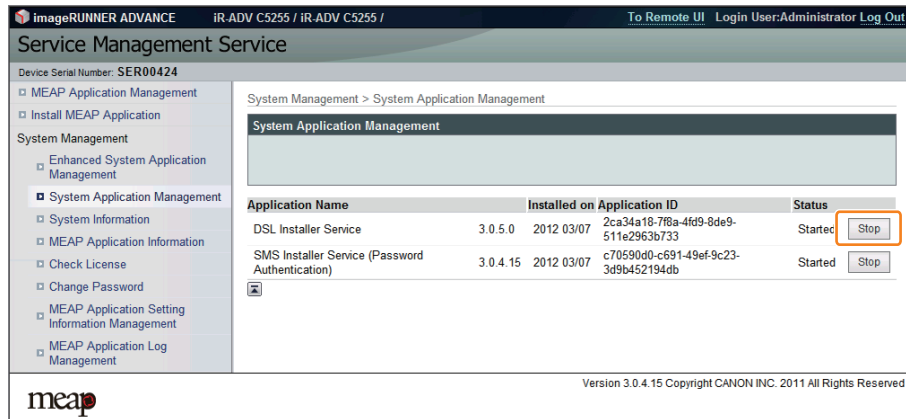 imageRUNNER ADVANCE iR-ADV C5255 / iR-ADV C5255 / To Remote UI Login User:Administrator Log Out
Service Management Service
Device Serial Number: SER00424
MEAP Application Management
Install MEAP Application
System Management
Enhanced System Application
Management
System Application Management
System Information
MEAP Application Information
Check License
Change Password
MEAP Application Setting
Information Management
MEAP Application Log
Management
System Management > System Application Management
System Application Management
Application Name Installed on Application ID Status
DSL Installer Service 3.0.5.0 2012 03/07 2ca34a18-7f8a-4fd9-8de9-
511e2963b733 Started Stop
SMS Installer Service (Password
Authentication) 3.0.4.15 2012 03/07 c70590d0-c691-49ef-9c23-
3d9b452194db Started Stop
Version 3.0.4.15 Copyright CANON INC. 2011 All Rights Reserved
meap